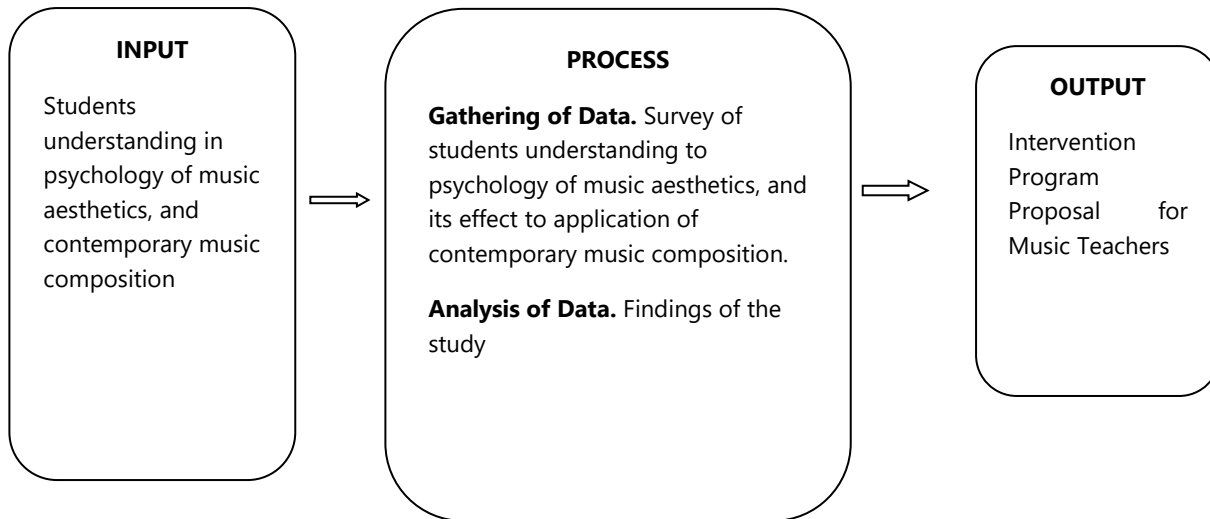 INPUT
Students
understanding in
psychology of music
aesthetics, and
contemporary music
composition
PROCESS
Gathering of Data. Survey of
students understanding to
psychology of music aesthetics, and
its effect to application of
contemporary music composition.
Analysis of Data. Findings of the
study
OUTPUT
Intervention
Program
Proposal for
Music Teachers